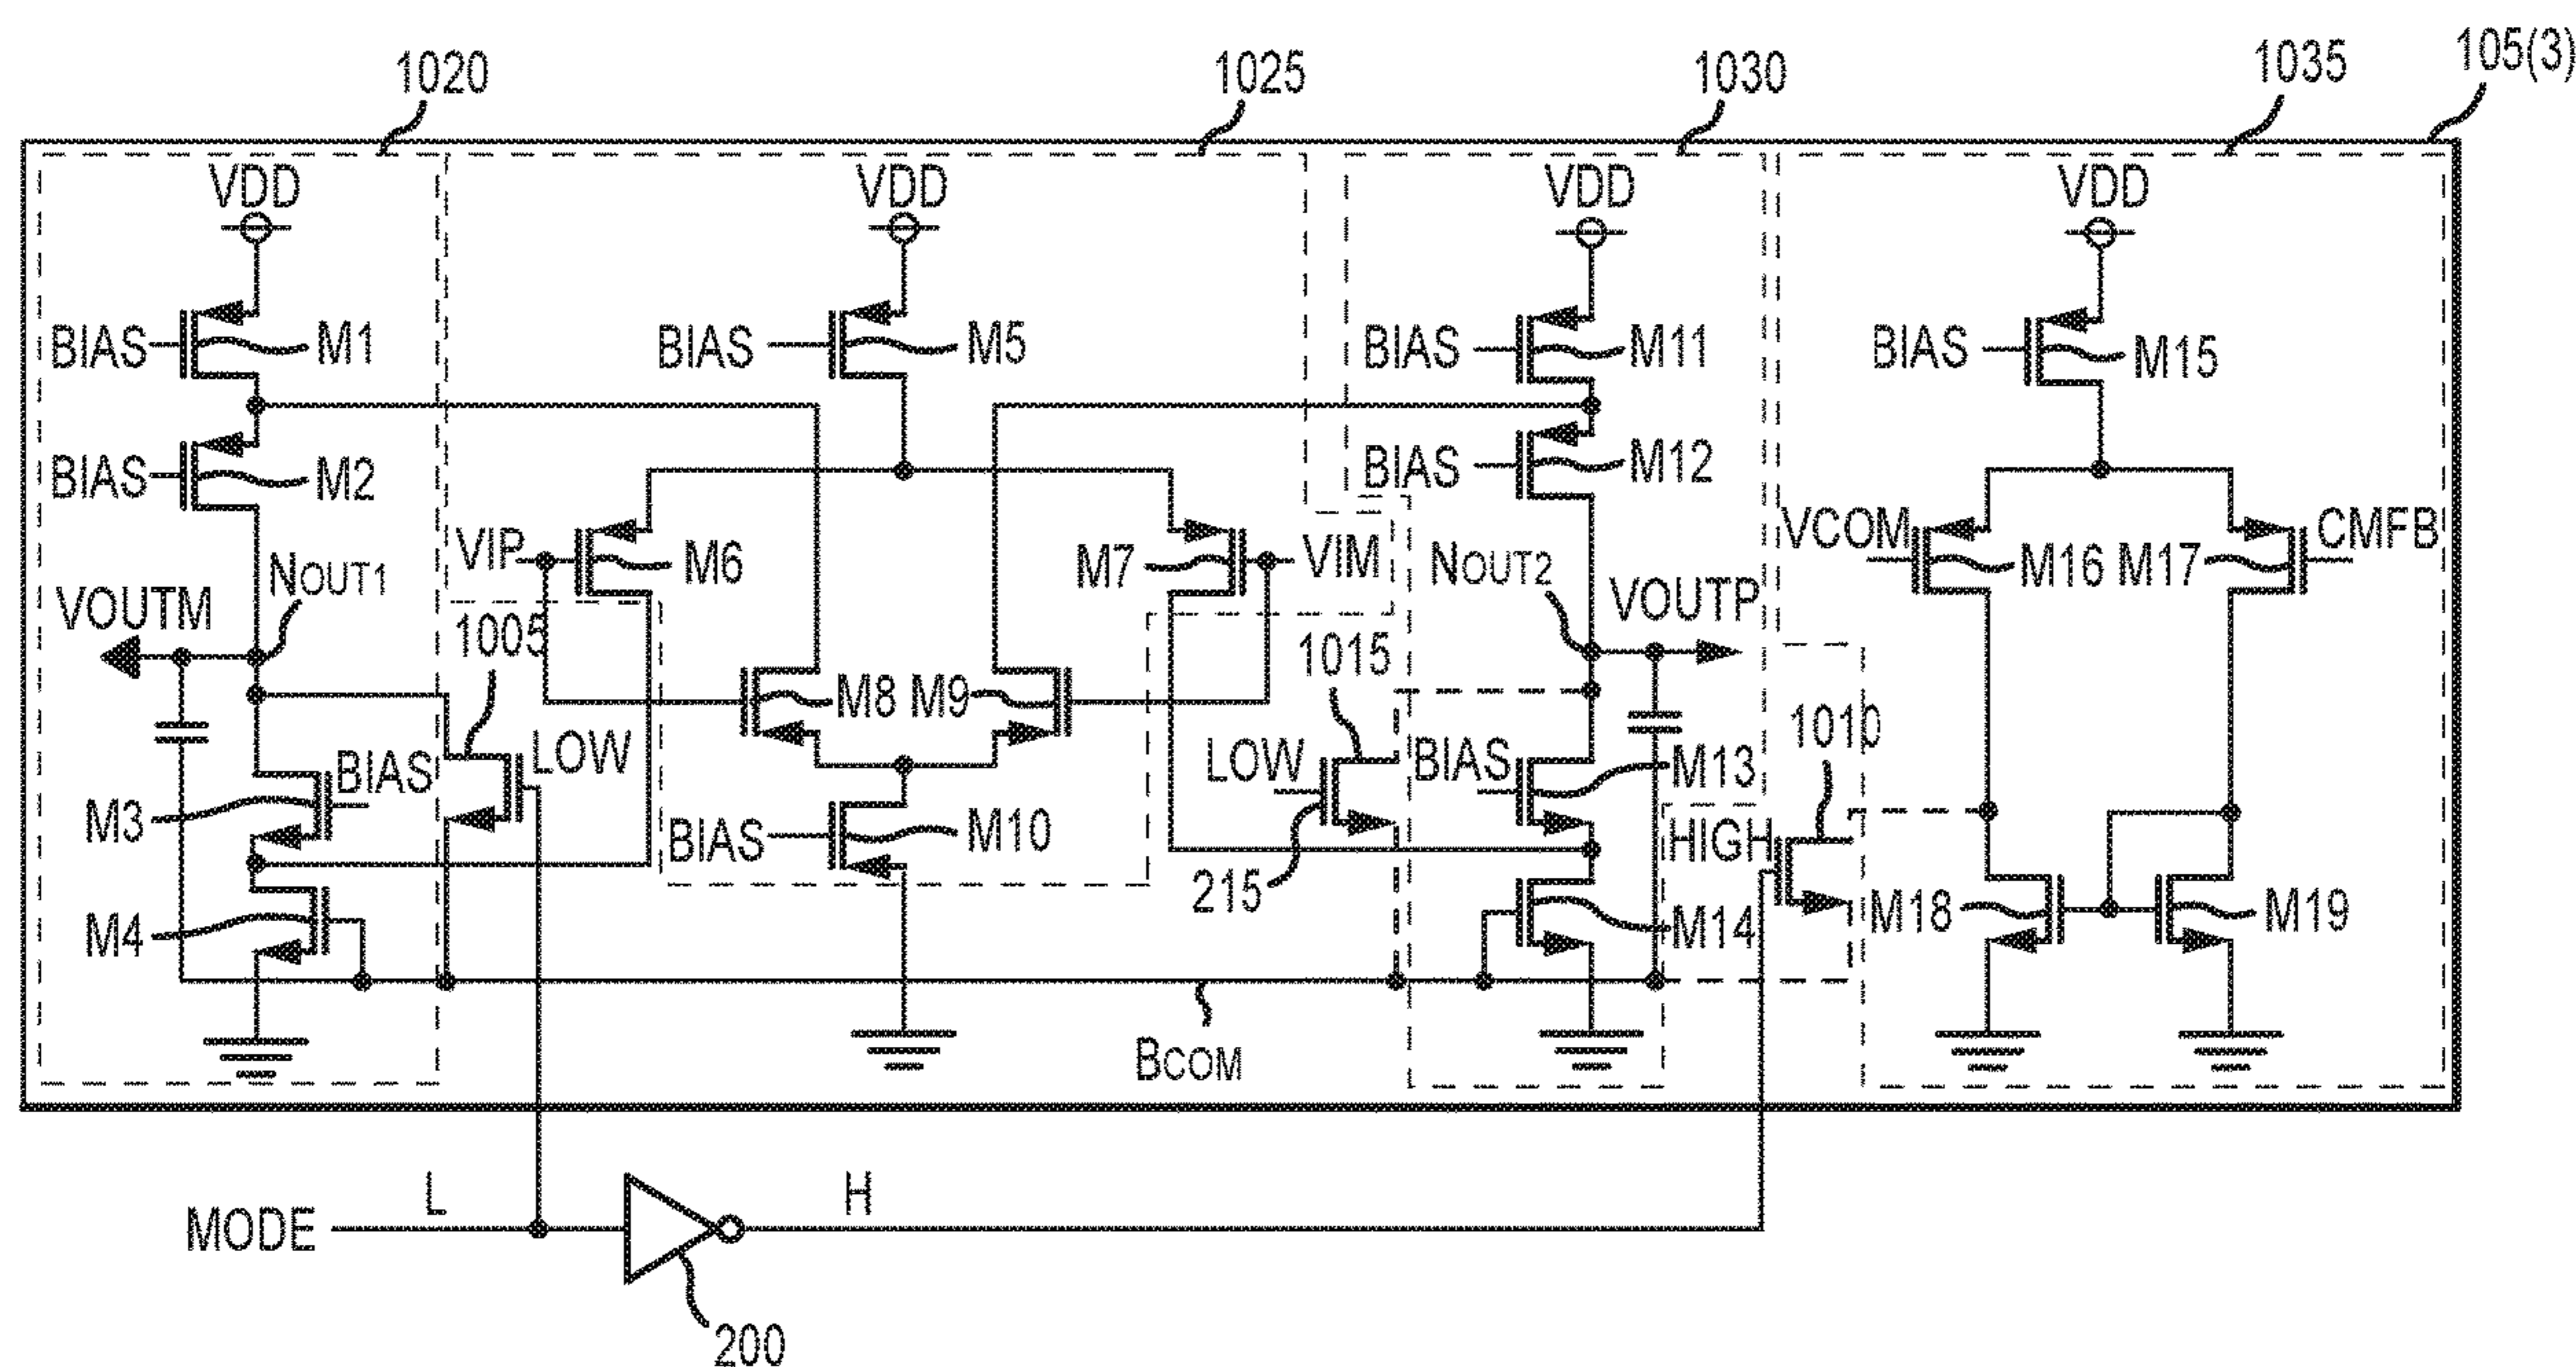 1020
1025
1030
1035
105(3)
VDD
VDD
VDD
VDD
BIAS
M1
BIAS
M5
BIAS
M11
BIAS
M15
BIAS
M2
BIAS
M12
VIP
M6
M7
VIM
VCOM
M16
M17
CMFB
NOUT1
NOUT2
VOUTM
VOUTP
1005
1015
M8
M9
1010
LOW
LOW
BIAS
M13
BIAS
M3
BIAS
M10
HIGH
215
M4
M14
M18
M19
BCOM
MODE
L
H
200